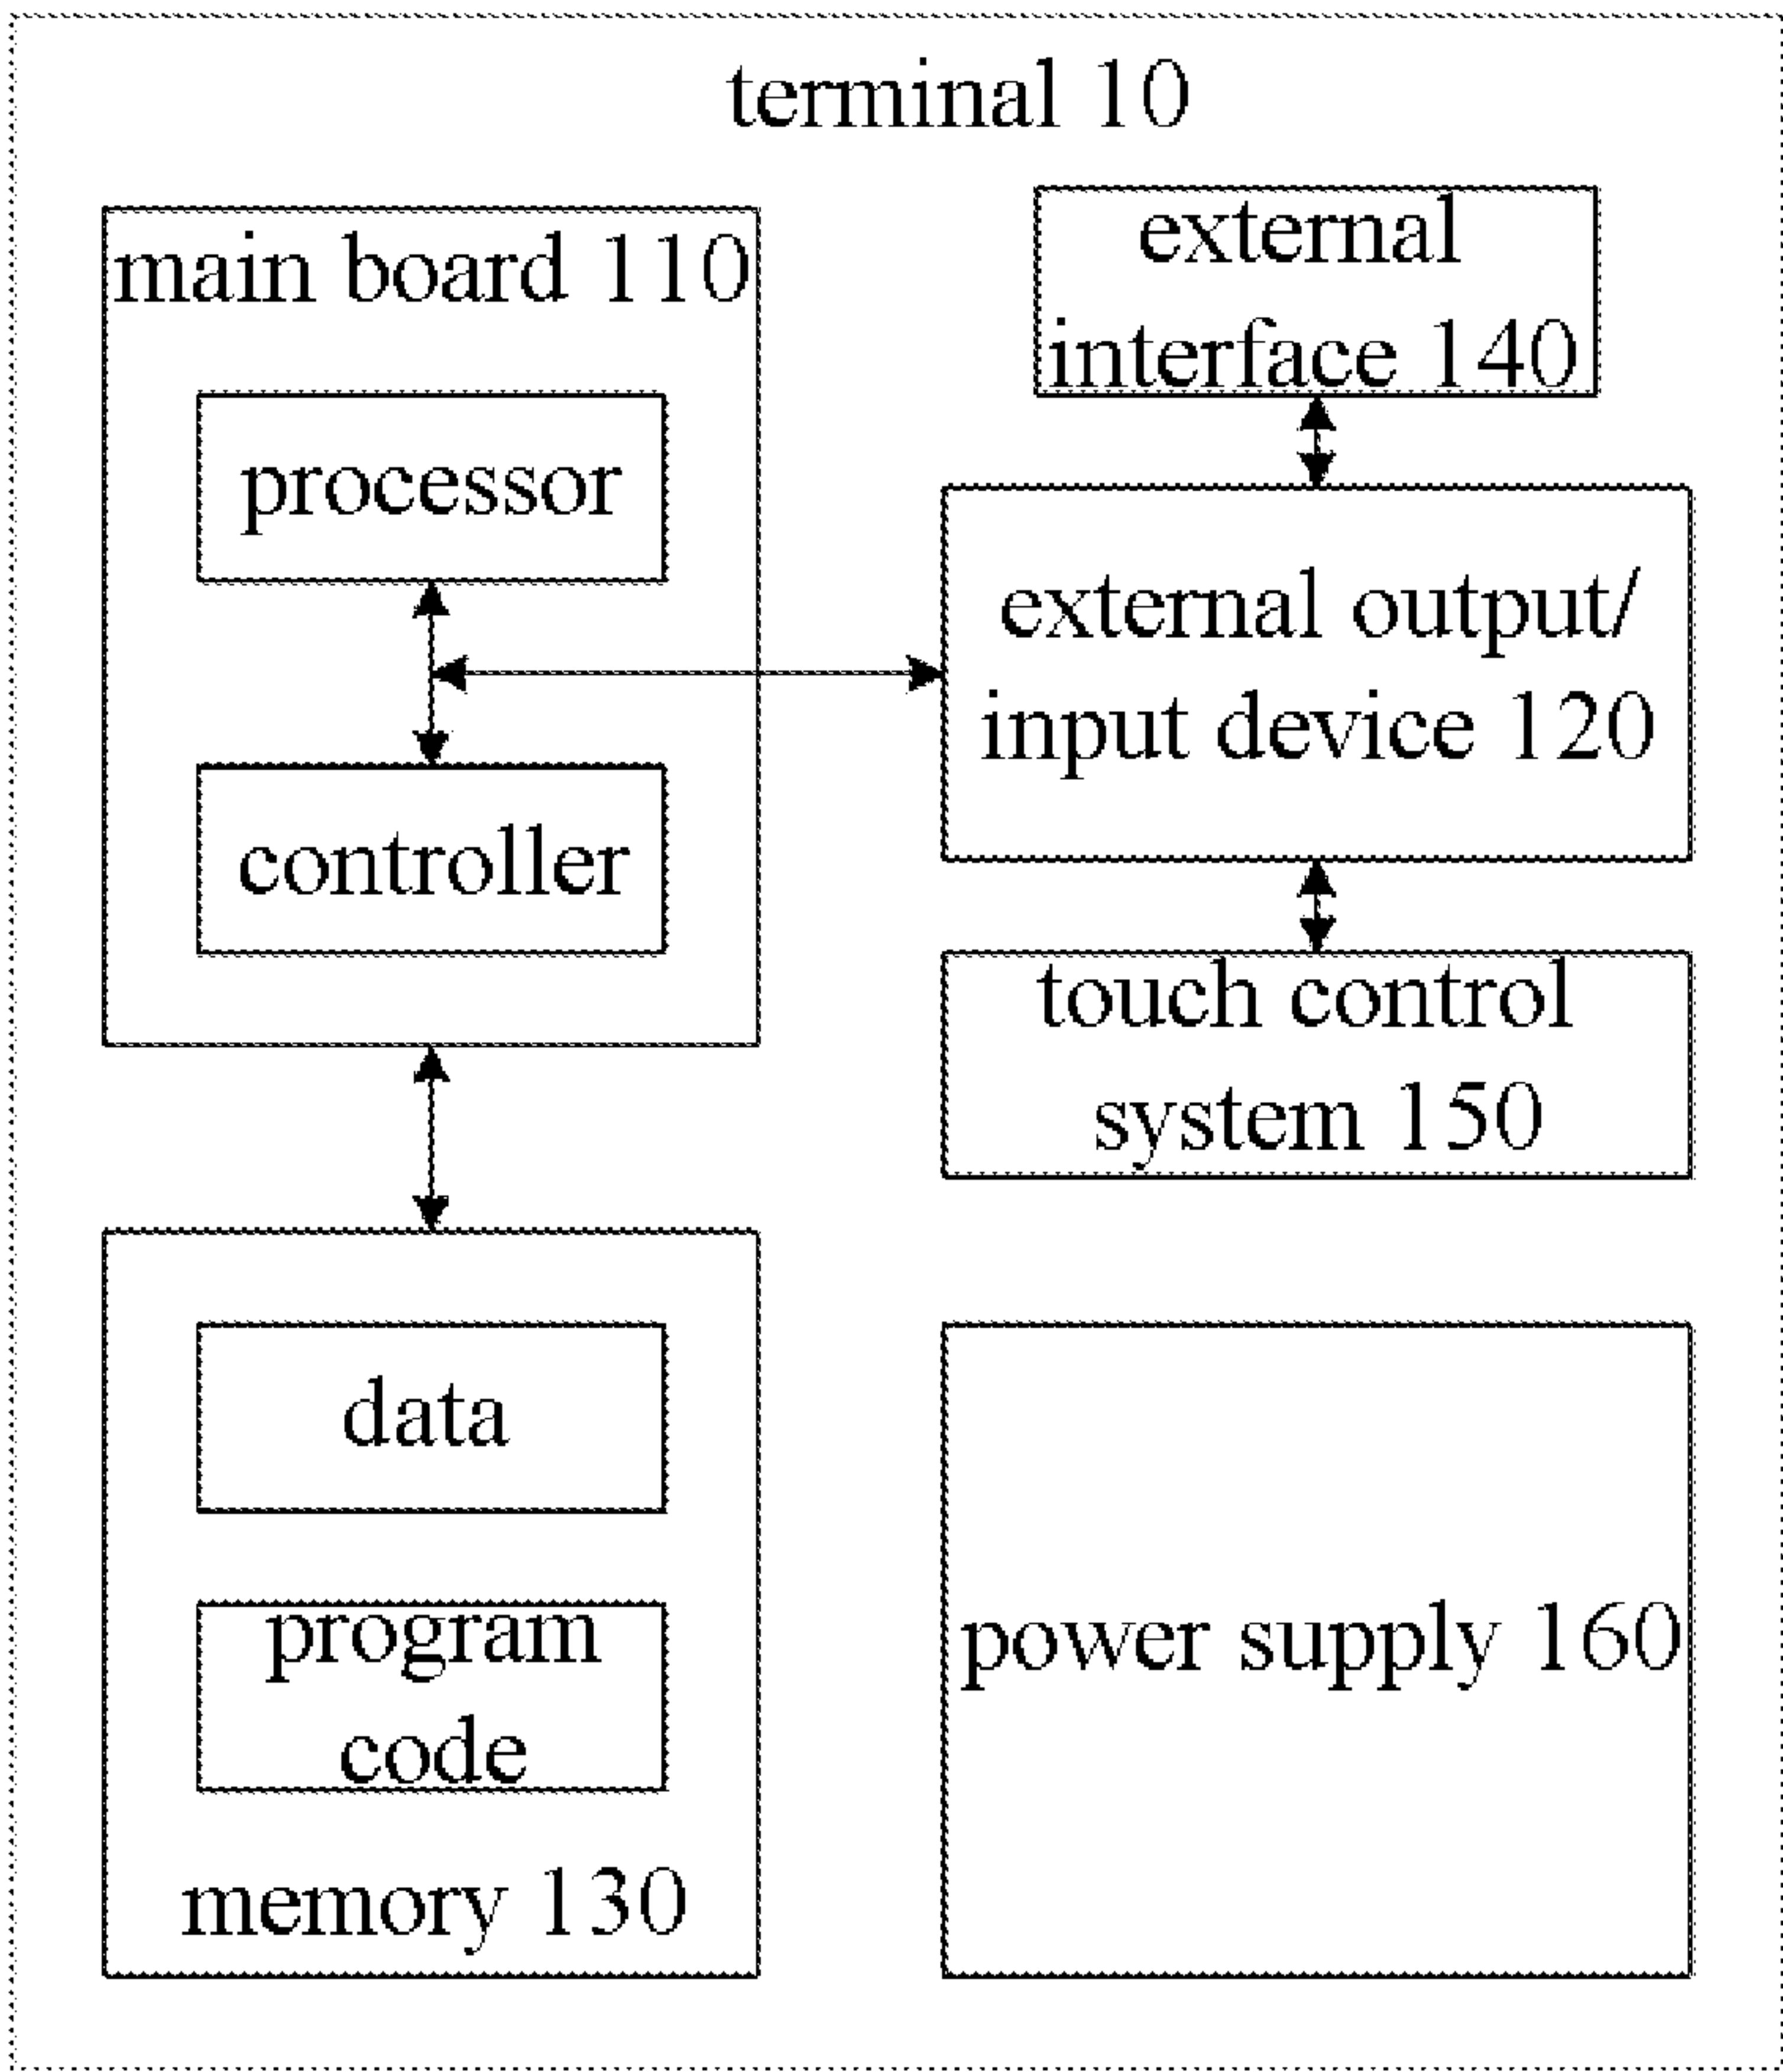 terminal 10
main board 110
processor
controller
external
interface 140
external output/
input device 120
touch control
system 150
data
program
code
memory 130
power supply 160